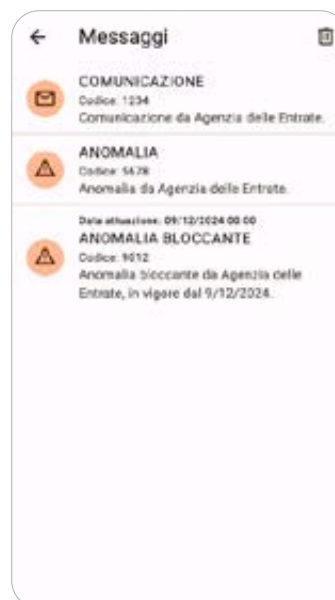 Messaggi
COMUNICAZIONE
Codice: 1234
Comunicazione da Agenzia delle Entrate.
ANOMALIA
Codice: 5678
Anomalia da Agenzia delle Entrate.
Data attuazione: 09/12/2024 00:00
ANOMALIA BLOCCANTE
Codice: 9012
Anomalia bloccante da Agenzia delle
Entrate, in vigore dal 9/12/2024.